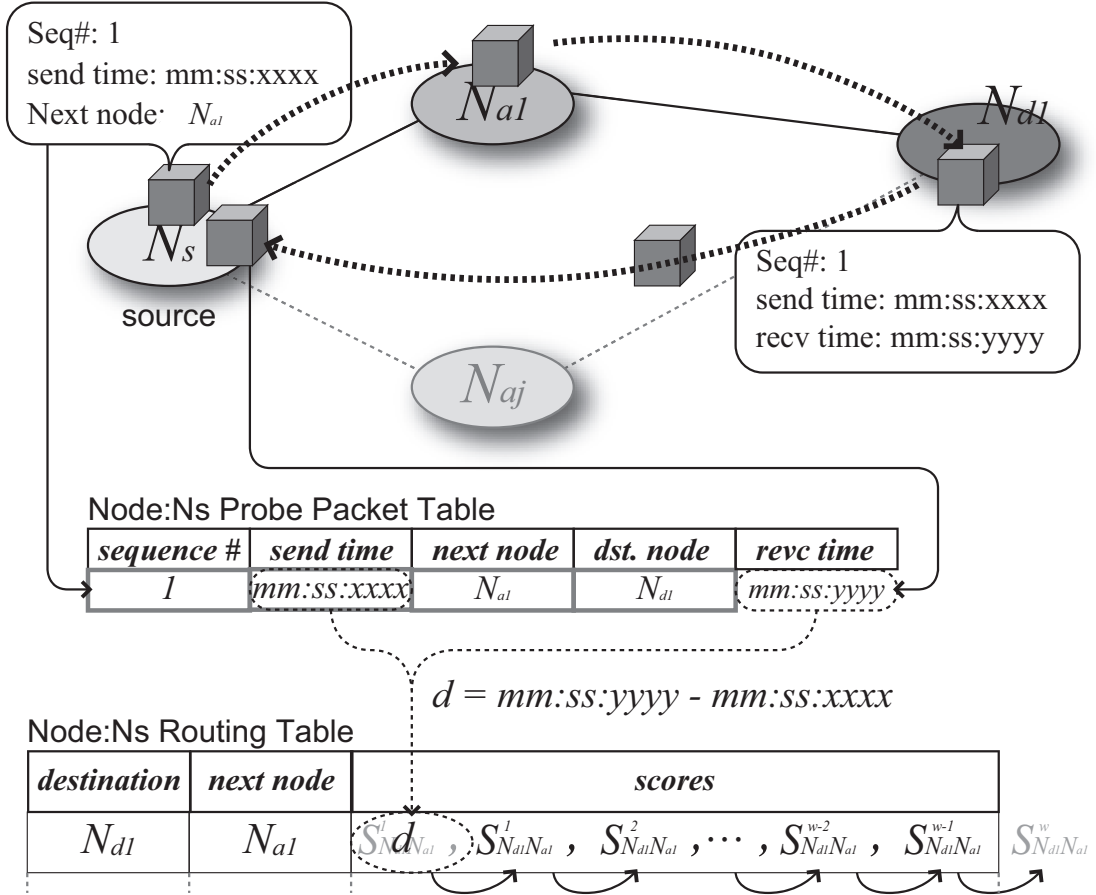 Seq#: 1
send time: mm:ss:xxxx
Next node: Na1
Na1
Nd1
Ns
source
Seq#: 1
send time: mm:ss:xxxx
recv time: mm:ss:yyyy
Naj
Node:Ns Probe Packet Table
sequence # send time next node dst. node revc time
1 mm:ss:xxxx Na1 Nd1 mm:ss:yyyy
d = mm:ss:yyyy - mm:ss:xxxx
Node:Ns Routing Table
destination next node scores
Nd1 Na1 d , S¹Nd1Na1 , S²Nd1Na1 , ··· , Sʷ⁻²Nd1Na1 , Sʷ⁻¹Nd1Na1 SʷNd1Na1